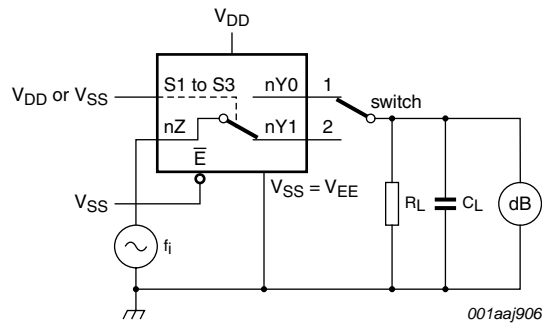 VDD
S1 to S3
nY0
1
switch
VDD or VSS
nZ
nY1
2
E̅
VSS = VEE
VSS
RL
CL
dB
fi
001aaj906